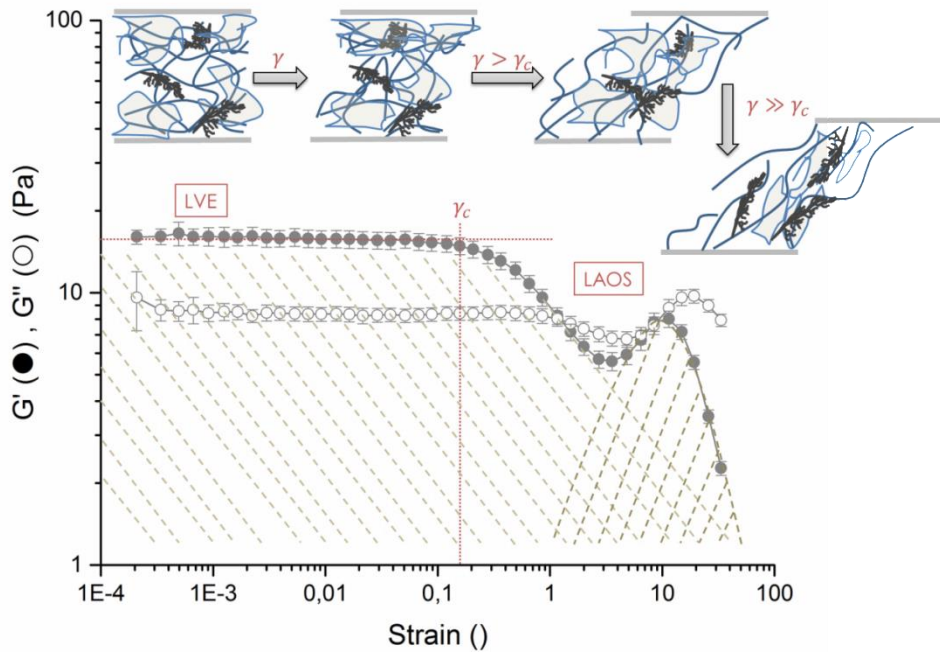 γ
γ > γc
γ ≫ γc
LVE
γc
LAOS
G' (●) , G" (○) (Pa)
100
10
1
1E-4
1E-3
0,01
0,1
1
10
100
Strain ()